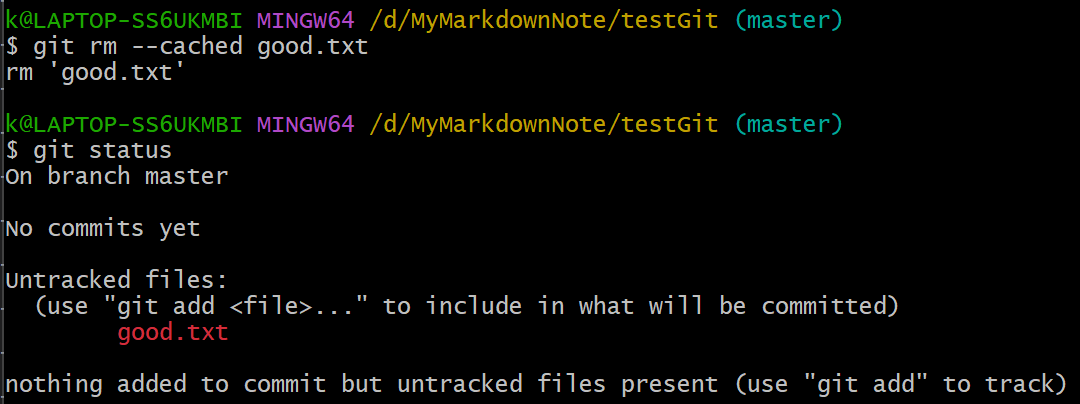 k@LAPTOP-SS6UKMBI MINGW64 /d/MyMarkdownNote/testGit (master)
$ git rm --cached good.txt
rm 'good.txt'
k@LAPTOP-SS6UKMBI MINGW64 /d/MyMarkdownNote/testGit (master)
$ git status
On branch master
No commits yet
Untracked files:
  (use "git add <file>..." to include in what will be committed)
        good.txt
nothing added to commit but untracked files present (use "git add" to track)